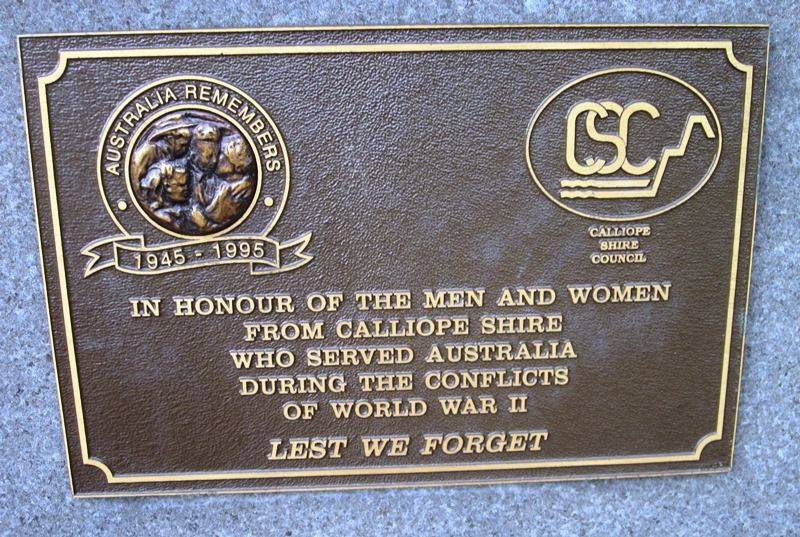 AUSTRALIA REMEMBERS
1945 - 1995
CSC
CALLIOPE
SHIRE
COUNCIL
IN HONOUR OF THE MEN AND WOMEN
FROM CALLIOPE SHIRE
WHO SERVED AUSTRALIA
DURING THE CONFLICTS
OF WORLD WAR II
LEST WE FORGET